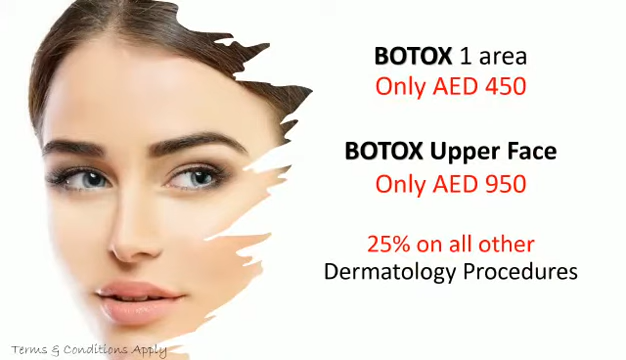 BOTOX 1 area
Only AED 450
BOTOX Upper Face
Only AED 950
25% on all other
Dermatology Procedures
Terms & Conditions Apply